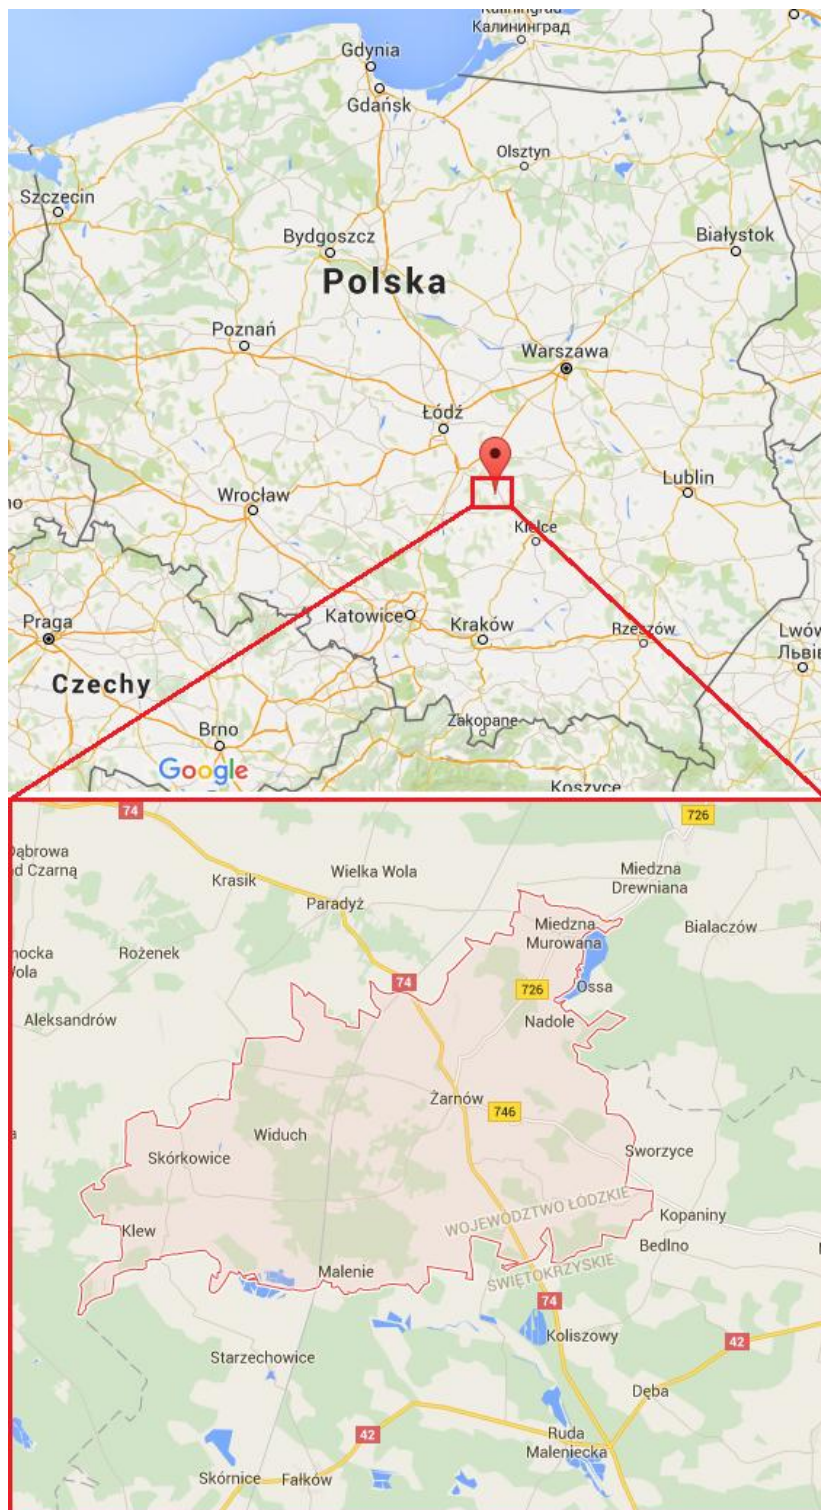 Калининград
Gdynia
Gdańsk
Olsztyn
Szczecin
Białystok
Bydgoszcz
Polska
Poznań
Warszawa
Łódź
Lublin
Wrocław
Kielce
Praga
Katowice
Kraków
Rzeszów
Lwów
Czechy
Zakopane
Brno
Google
Koszyce
74
726
Dąbrowa
Czarną
Wielka Wola
Miedzna
Drewniana
Krasik
Paradyż
Miedzna
Murowana
Białaczów
Rożenek
74
726
Ossa
Aleksandrów
Nadole
Żarnów
746
Widuch
Skórkowice
Sworzyce
WOJEWÓDZTWO ŁÓDZKIE
Kopaniny
Klew
Bedlno
Malenie
ŚWIĘTOKRZYSKIE
74
Koliszowy
42
Starzechowice
Dęba
42
Ruda
Maleniecka
Skórnice
Fałków